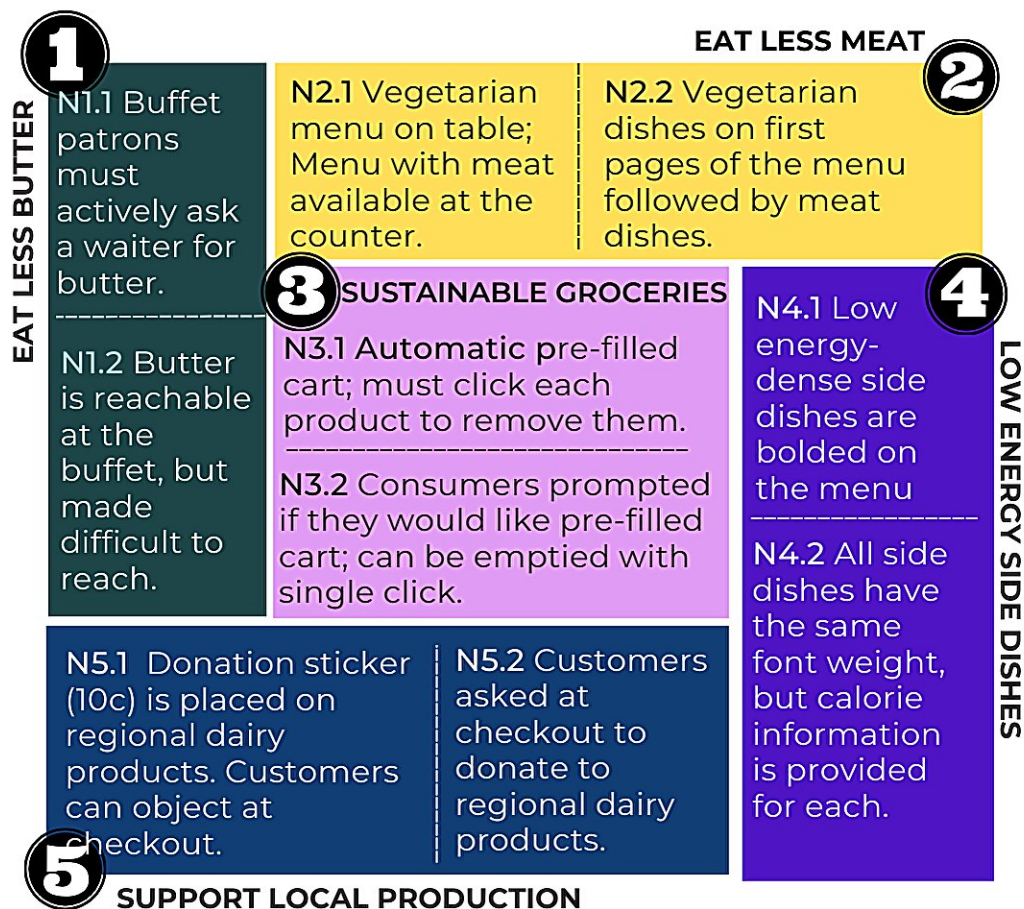 1
EAT LESS BUTTER
N1.1 Buffet
patrons
must
actively ask
a waiter for
butter.
N1.2 Butter
is reachable
at the
buffet, but
made
difficult to
reach.
EAT LESS MEAT
2
N2.1 Vegetarian
menu on table;
Menu with meat
available at the
counter.
N2.2 Vegetarian
dishes on first
pages of the menu
followed by meat
dishes.
3
SUSTAINABLE GROCERIES
N3.1 Automatic pre-filled
cart; must click each
product to remove them.
N3.2 Consumers prompted
if they would like pre-filled
cart; can be emptied with
single click.
4
LOW ENERGY SIDE DISHES
N4.1 Low
energy-
dense side
dishes are
bolded on
the menu
N4.2 All side
dishes have
the same
font weight,
but calorie
information
is provided
for each.
N5.1 Donation sticker
(10c) is placed on
regional dairy
products. Customers
can object at
checkout.
N5.2 Customers
asked at
checkout to
donate to
regional dairy
products.
5
SUPPORT LOCAL PRODUCTION